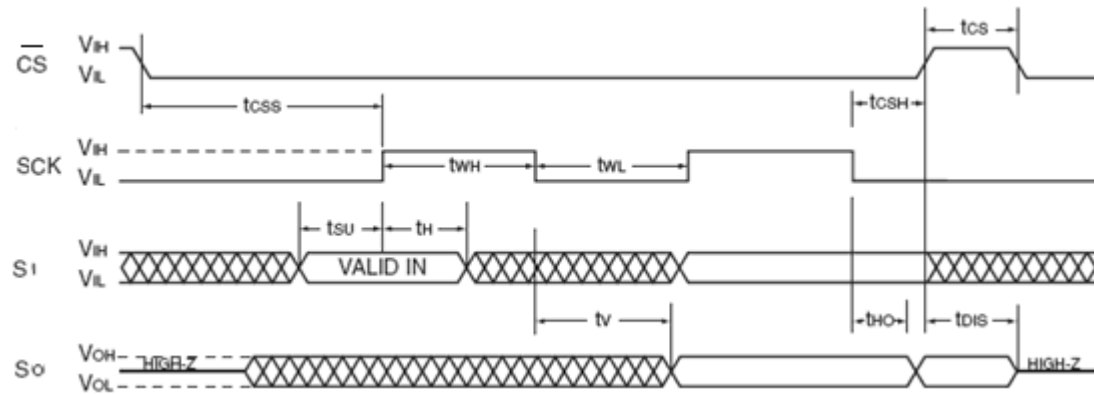 tcs
CS VIH
VIL
tcss tCSH
SCK VIH
VIL
tWH tWL
tSU tH
SI VIH
VIL
VALID IN
tV tHO tDIS
SO VOH
VOL
HIGH-Z HIGH-Z